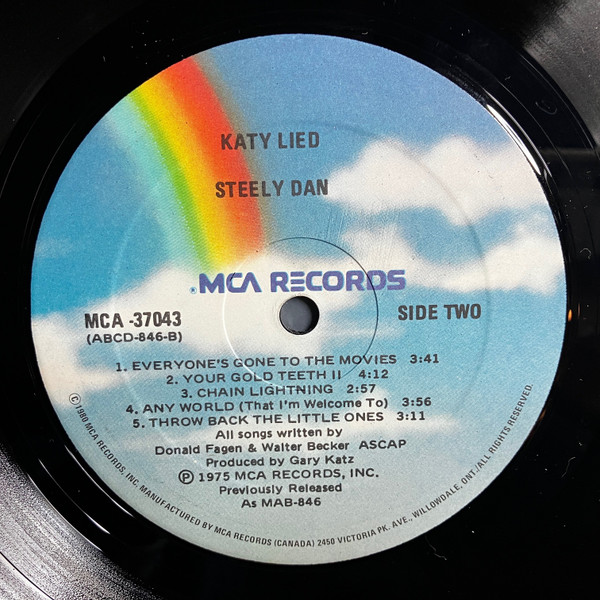 KATY LIED
STEELY DAN
®MCA RECORDS
MCA -37043
(ABCD-846-B)
SIDE TWO
1. EVERYONE'S GONE TO THE MOVIES 3:41
2. YOUR GOLD TEETH II 4:12
3. CHAIN LIGHTNING 2:57
4. ANY WORLD (That I'm Welcome To) 3:56
5. THROW BACK THE LITTLE ONES 3:11
All songs written by
Donald Fagen & Walter Becker ASCAP
Produced by Gary Katz
Ⓟ 1975 MCA RECORDS, INC.
Previously Released
As MAB-846
©1980 MCA RECORDS, INC. MANUFACTURED BY MCA RECORDS (CANADA) 2450 VICTORIA PK. AVE., WILLOWDALE, ONT./ALL RIGHTS RESERVED.